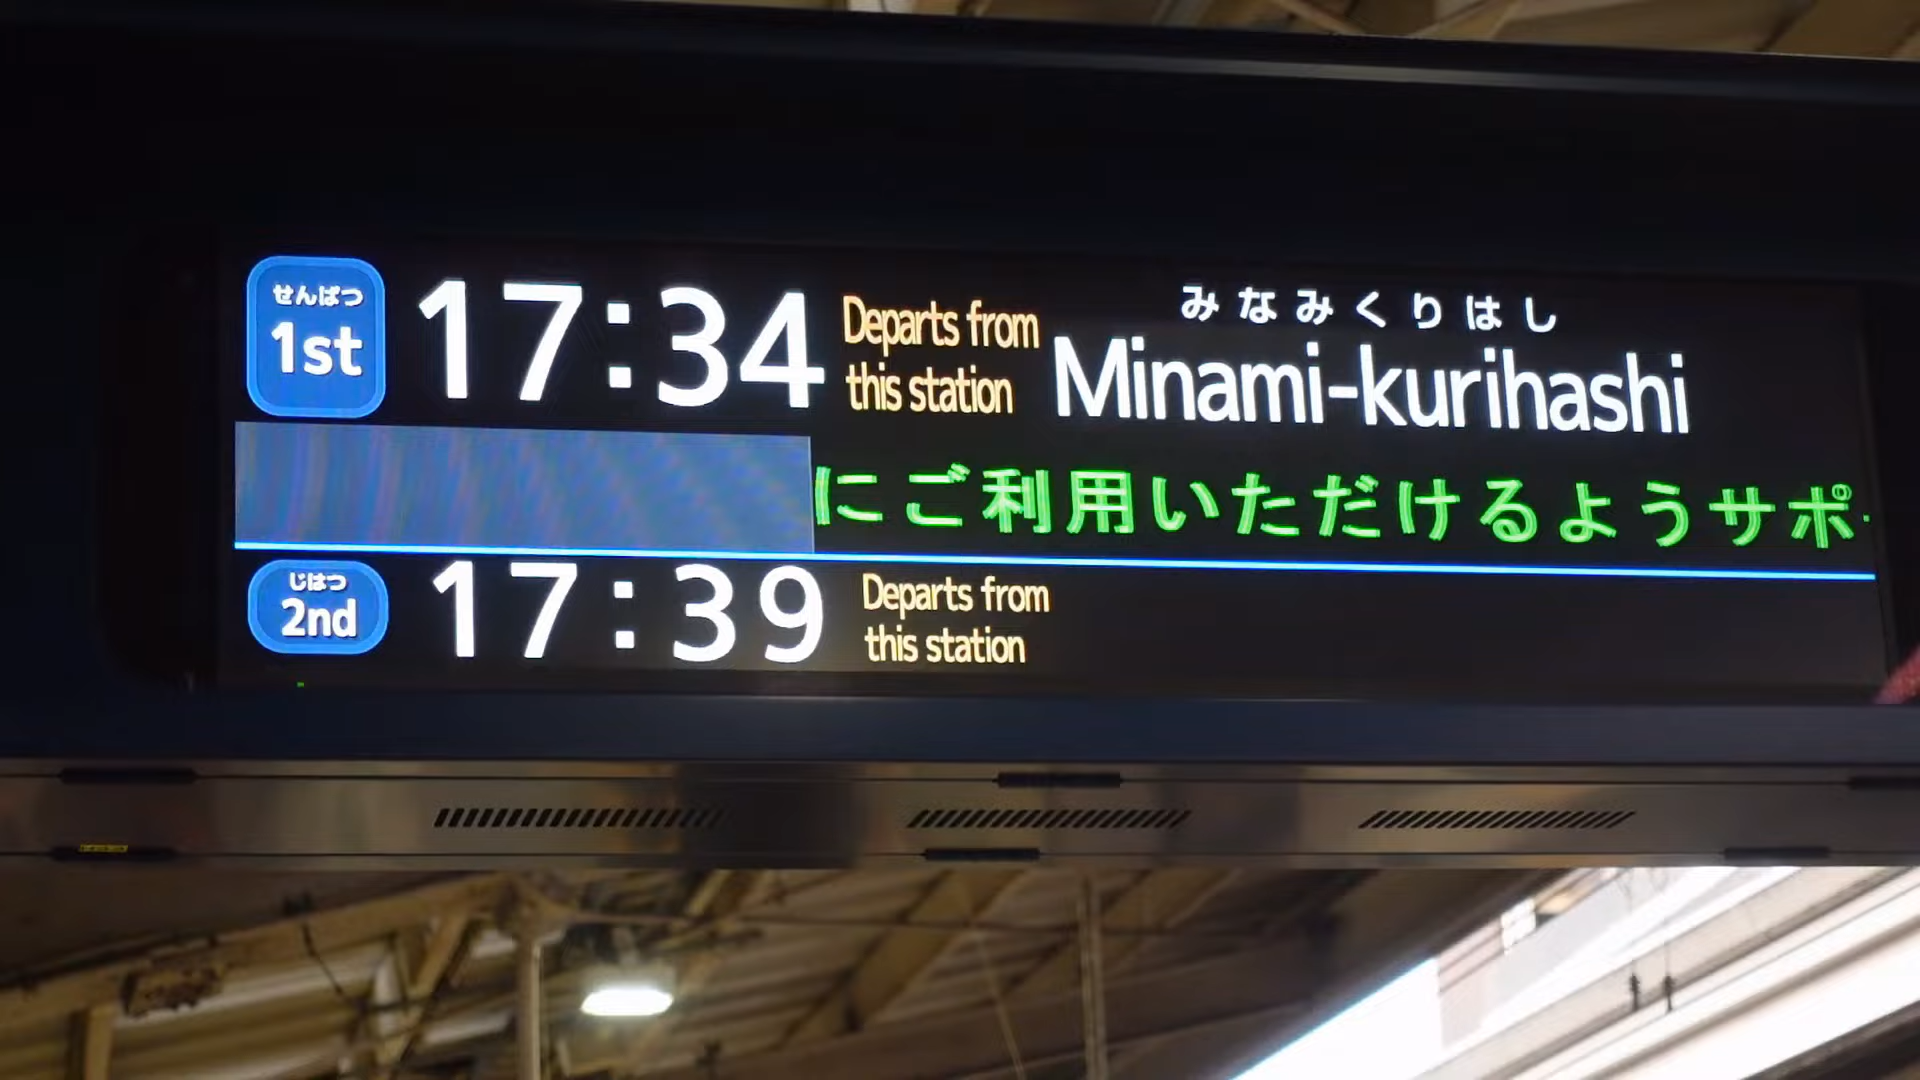 せんぱつ
1st
17:34
Departs from
this station
みなみくりはし
Minami-kurihashi
にご利用いただけるようサポ
じはつ
2nd
17:39
Departs from
this station